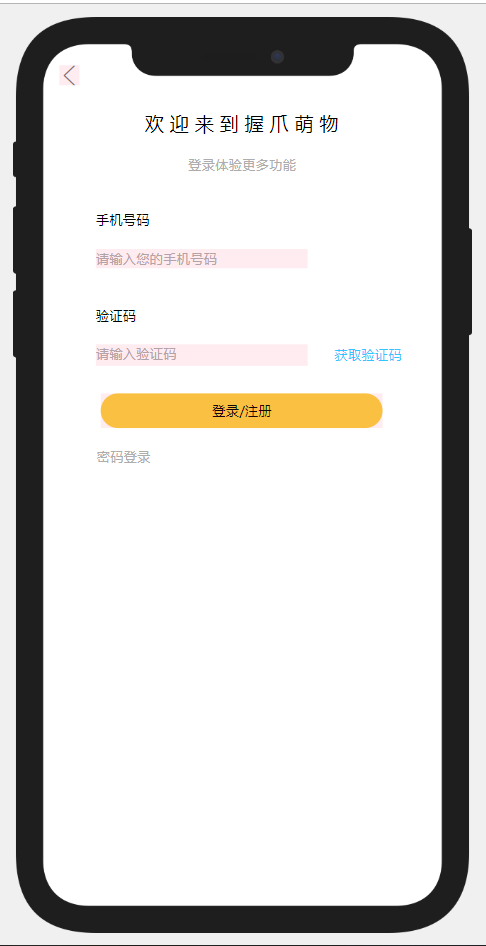 欢迎来到握爪萌物
登录体验更多功能
手机号码
请输入您的手机号码
验证码
请输入验证码 获取验证码
登录/注册
密码登录